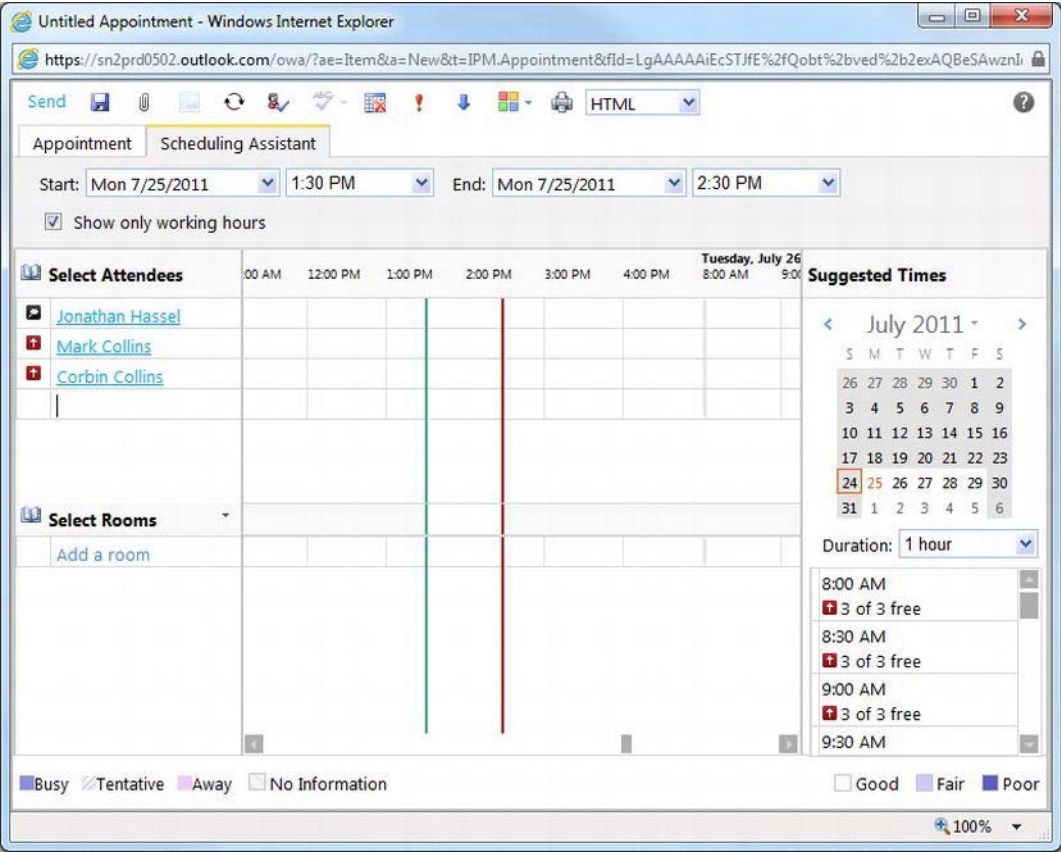 Untitled Appointment - Windows Internet Explorer
https://sn2prd0502.outlook.com/owa/?ae=Item&a=New&t=IPM.Appointment&fId=LgAAAAAiEcSTJfE%2fQobt%2bved%2b2exAQBeSAwznI
Send HTML
Appointment Scheduling Assistant
Start: Mon 7/25/2011 1:30 PM End: Mon 7/25/2011 2:30 PM
Show only working hours
Select Attendees
:00 AM 12:00 PM 1:00 PM 2:00 PM 3:00 PM 4:00 PM 8:00 AM 9:00
Tuesday, July 26
Jonathan Hassel
Mark Collins
Corbin Collins
Select Rooms
Add a room
Suggested Times
July 2011
S M T W T F S
26 27 28 29 30 1 2
3 4 5 6 7 8 9
10 11 12 13 14 15 16
17 18 19 20 21 22 23
24 25 26 27 28 29 30
31 1 2 3 4 5 6
Duration: 1 hour
8:00 AM
3 of 3 free
8:30 AM
3 of 3 free
9:00 AM
3 of 3 free
9:30 AM
Busy Tentative Away No Information
Good Fair Poor
100%